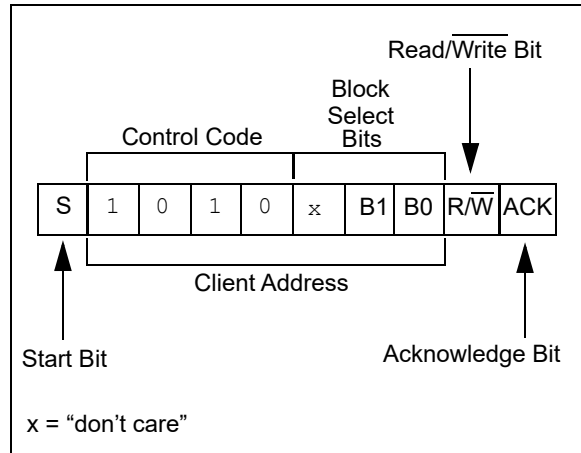 Read/Write Bit
Block
Select
Bits
Control Code
S 1 0 1 0 x B1 B0 R/W ACK
Client Address
Start Bit
Acknowledge Bit
x = “don’t care”